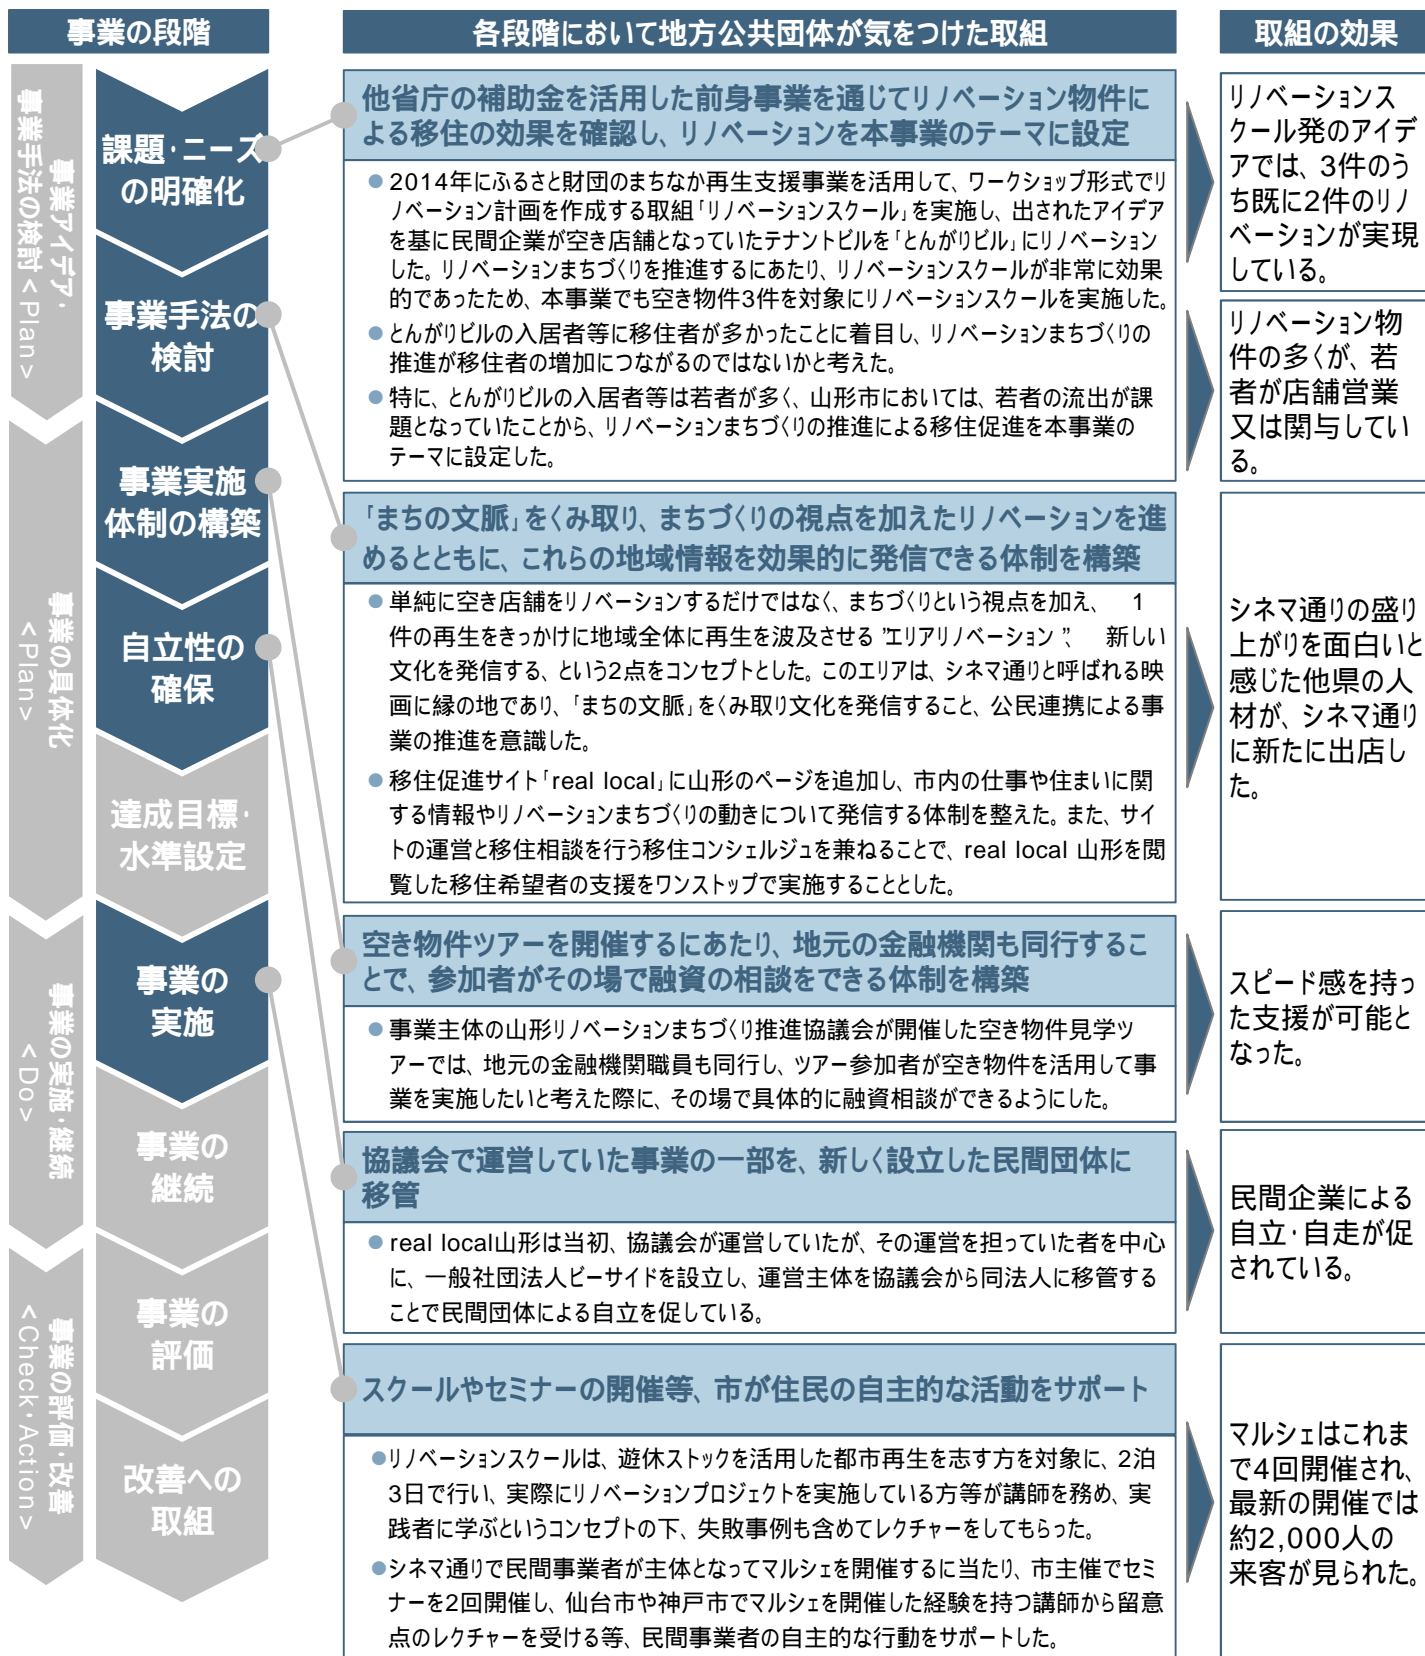 事業の段階
各段階において地方公共団体が気をつけた取組
取組の効果
事業アイデア・
事業手法の検討＜Plan＞
事業の具体化
＜Plan＞
事業の実施・継続
＜Do＞
事業の評価・改善
＜Check・Action＞
課題・ニーズ
の明確化
事業手法の
検討
事業実施
体制の構築
自立性の
確保
達成目標・
水準設定
事業の
実施
事業の
継続
事業の
評価
改善への
取組
他省庁の補助金を活用した前身事業を通じてリノベーション物件に
よる移住の効果を確認し、リノベーションを本事業のテーマに設定
●2014年にふるさと財団のまちなか再生支援事業を活用して、ワークショップ形式でリ
ノベーション計画を作成する取組「リノベーションスクール」を実施し、出されたアイデア
を基に民間企業が空き店舗となっていたテナントビルを「とんがりビル」にリノベーション
した。リノベーションまちづくりを推進するにあたり、リノベーションスクールが非常に効果
的であったため、本事業でも空き物件3件を対象にリノベーションスクールを実施した。
●とんがりビルの入居者等に移住者が多かったことに着目し、リノベーションまちづくりの
推進が移住者の増加につながるのではないかと考えた。
●特に、とんがりビルの入居者等は若者が多く、山形市においては、若者の流出が課
題となっていたことから、リノベーションまちづくりの推進による移住促進を本事業の
テーマに設定した。
リノベーションス
クール発のアイデ
アでは、3件のう
ち既に2件のリノ
ベーションが実現
している。
リノベーション物
件の多くが、若
者が店舗営業
又は関与してい
る。
「まちの文脈」をくみ取り、まちづくりの視点を加えたリノベーションを進
めるとともに、これらの地域情報を効果的に発信できる体制を構築
●単純に空き店舗をリノベーションするだけではなく、まちづくりという視点を加え、 1
件の再生をきっかけに地域全体に再生を波及させる ”エリアリノベーション ”、 新しい
文化を発信する、という2点をコンセプトとした。このエリアは、シネマ通りと呼ばれる映
画に縁の地であり、「まちの文脈」をくみ取り文化を発信すること、公民連携による事
業の推進を意識した。
●移住促進サイト「real local」に山形のページを追加し、市内の仕事や住まいに関
する情報やリノベーションまちづくりの動きについて発信する体制を整えた。また、サイ
トの運営と移住相談を行う移住コンシェルジュを兼ねることで、real local 山形を閲
覧した移住希望者の支援をワンストップで実施することとした。
シネマ通りの盛り
上がりを面白いと
感じた他県の人
材が、シネマ通り
に新たに出店し
た。
空き物件ツアーを開催するにあたり、地元の金融機関も同行するこ
とで、参加者がその場で融資の相談をできる体制を構築
●事業主体の山形リノベーションまちづくり推進協議会が開催した空き物件見学ツ
アーでは、地元の金融機関職員も同行し、ツアー参加者が空き物件を活用して事
業を実施したいと考えた際に、その場で具体的に融資相談ができるようにした。
スピード感を持っ
た支援が可能と
なった。
協議会で運営していた事業の一部を、新しく設立した民間団体に
移管
●real local山形は当初、協議会が運営していたが、その運営を担っていた者を中心
に、一般社団法人ビーサイドを設立し、運営主体を協議会から同法人に移管する
ことで民間団体による自立を促している。
民間企業による
自立・自走が促
されている。
スクールやセミナーの開催等、市が住民の自主的な活動をサポート
●リノベーションスクールは、遊休ストックを活用した都市再生を志す方を対象に、2泊
3日で行い、実際にリノベーションプロジェクトを実施している方等が講師を務め、実
践者に学ぶというコンセプトの下、失敗事例も含めてレクチャーをしてもらった。
●シネマ通りで民間事業者が主体となってマルシェを開催するに当たり、市主催でセミ
ナーを2回開催し、仙台市や神戸市でマルシェを開催した経験を持つ講師から留意
点のレクチャーを受ける等、民間事業者の自主的な行動をサポートした。
マルシェはこれま
で4回開催され、
最新の開催では
約2,000人の
来客が見られた。